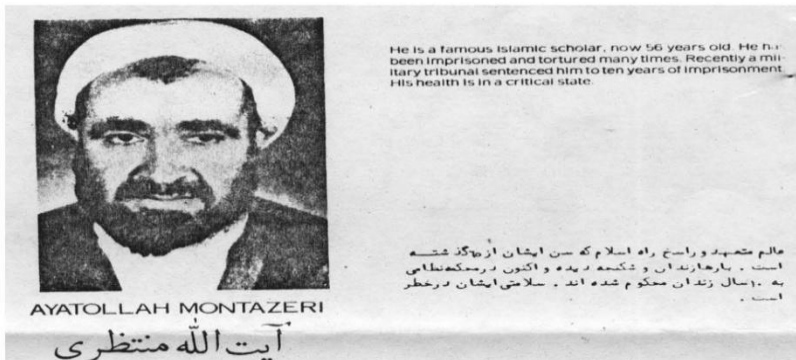 He is a famous Islamic scholar, now 56 years old. He has
been imprisoned and tortured many times. Recently a mil-
itary tribunal sentenced him to ten years of imprisonment.
His health is in a critical state.
عالم متعهد و راسخ راه اسلام که سن ایشان از گذشته
است . بارها زندان و شکنجه دیده و اکنون در محکمه نظامی
به ۱۰ سال زندان محکوم شده اند . سلامتی ایشان در خطر
است .
AYATOLLAH MONTAZERI
آیت الله منتظری